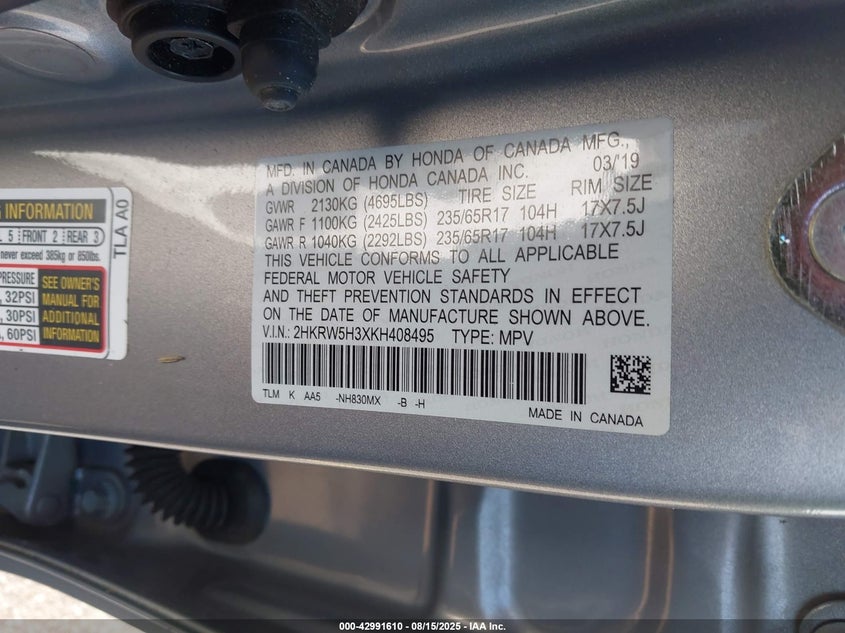 MFD. IN CANADA BY HONDA OF CANADA MFG.,
A DIVISION OF HONDA CANADA INC. 03/19
GVWR 2130KG (4695LBS) TIRE SIZE RIM SIZE
GAWR F 1100KG (2425LBS) 235/65R17 104H 17X7.5J
GAWR R 1040KG (2292LBS) 235/65R17 104H 17X7.5J
THIS VEHICLE CONFORMS TO ALL APPLICABLE
FEDERAL MOTOR VEHICLE SAFETY
AND THEFT PREVENTION STANDARDS IN EFFECT
ON THE DATE OF MANUFACTURE SHOWN ABOVE.
V.I.N.: 2HKRW5H3XKH408495 TYPE: MPV
TLM K AA5 -NH830MX -B -H
MADE IN CANADA
INFORMATION
5 FRONT 2 REAR 3
never exceed 385kg or 850lbs.
PRESSURE
32PSI
30PSI
60PSI
SEE OWNER'S
MANUAL FOR
ADDITIONAL
INFORMATION
TLA A0
000-42991610 - 08/15/2025 - IAA Inc.